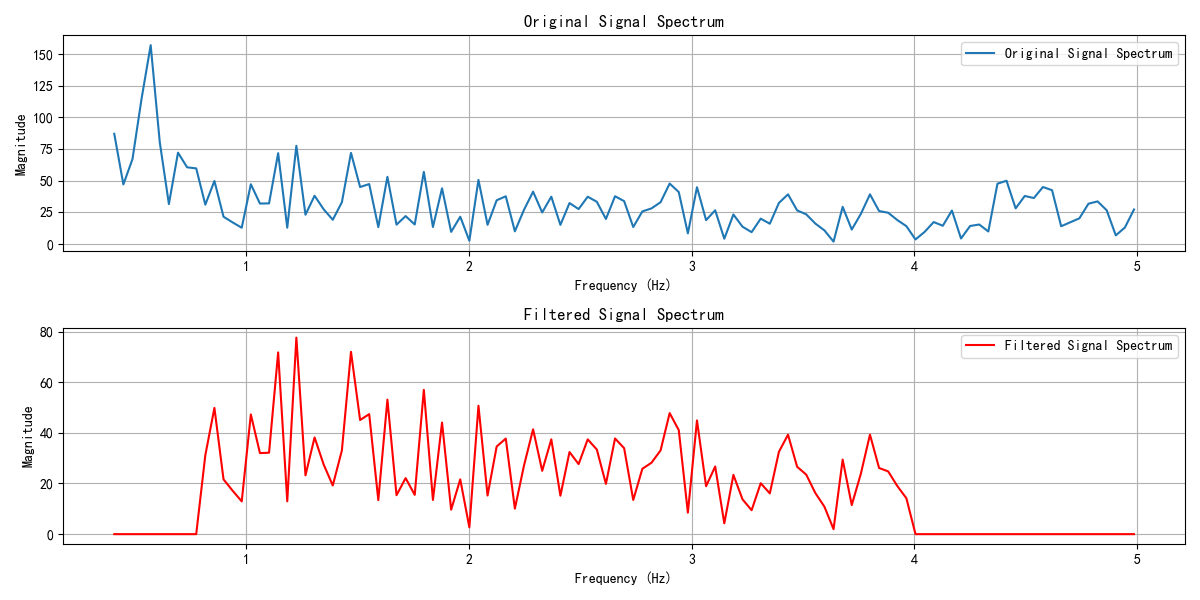 Original Signal Spectrum
Original Signal Spectrum
150
125
100
75
50
25
0
Magnitude
1 2 3 4 5
Frequency (Hz)
Filtered Signal Spectrum
Filtered Signal Spectrum
80
60
40
20
0
Magnitude
1 2 3 4 5
Frequency (Hz)